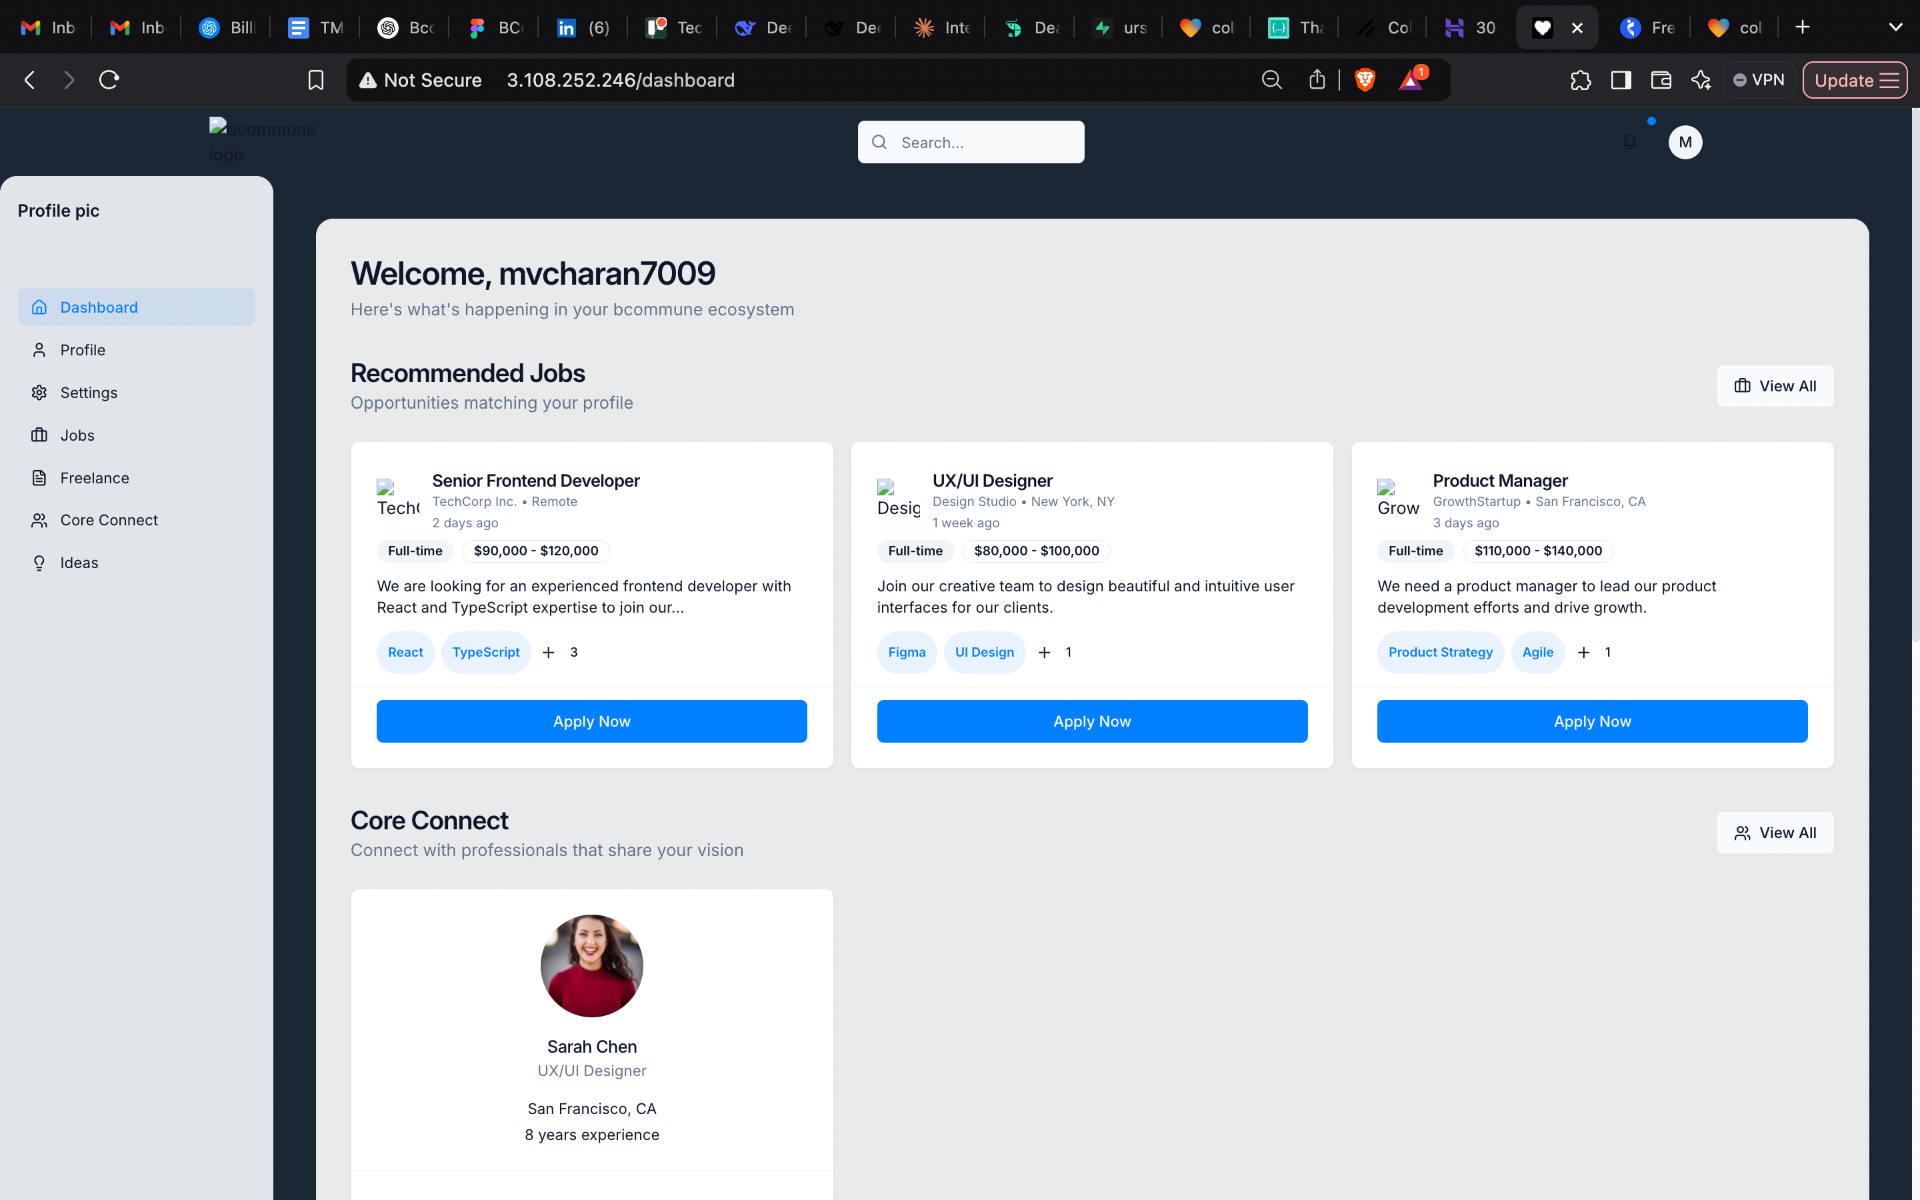 Inb
Inb
Billi
TM
Bco
BC
(6)
Tec
Dee
Dee
Inte
Dea
urs
col
Tha
Col
30
Fre
col
Not Secure 3.108.252.246/dashboard
1
VPN
Update
bcommune
logo
Search...
M
Profile pic
Dashboard
Profile
Settings
Jobs
Freelance
Core Connect
Ideas
Welcome, mvcharan7009
Here's what's happening in your bcommune ecosystem
Recommended Jobs
Opportunities matching your profile
View All
TechC
Senior Frontend Developer
TechCorp Inc. • Remote
2 days ago
Full-time $90,000 - $120,000
We are looking for an experienced frontend developer with
React and TypeScript expertise to join our...
React TypeScript + 3
Apply Now
Desig
UX/UI Designer
Design Studio • New York, NY
1 week ago
Full-time $80,000 - $100,000
Join our creative team to design beautiful and intuitive user
interfaces for our clients.
Figma UI Design + 1
Apply Now
Grow
Product Manager
GrowthStartup • San Francisco, CA
3 days ago
Full-time $110,000 - $140,000
We need a product manager to lead our product
development efforts and drive growth.
Product Strategy Agile + 1
Apply Now
Core Connect
Connect with professionals that share your vision
View All
Sarah Chen
UX/UI Designer
San Francisco, CA
8 years experience